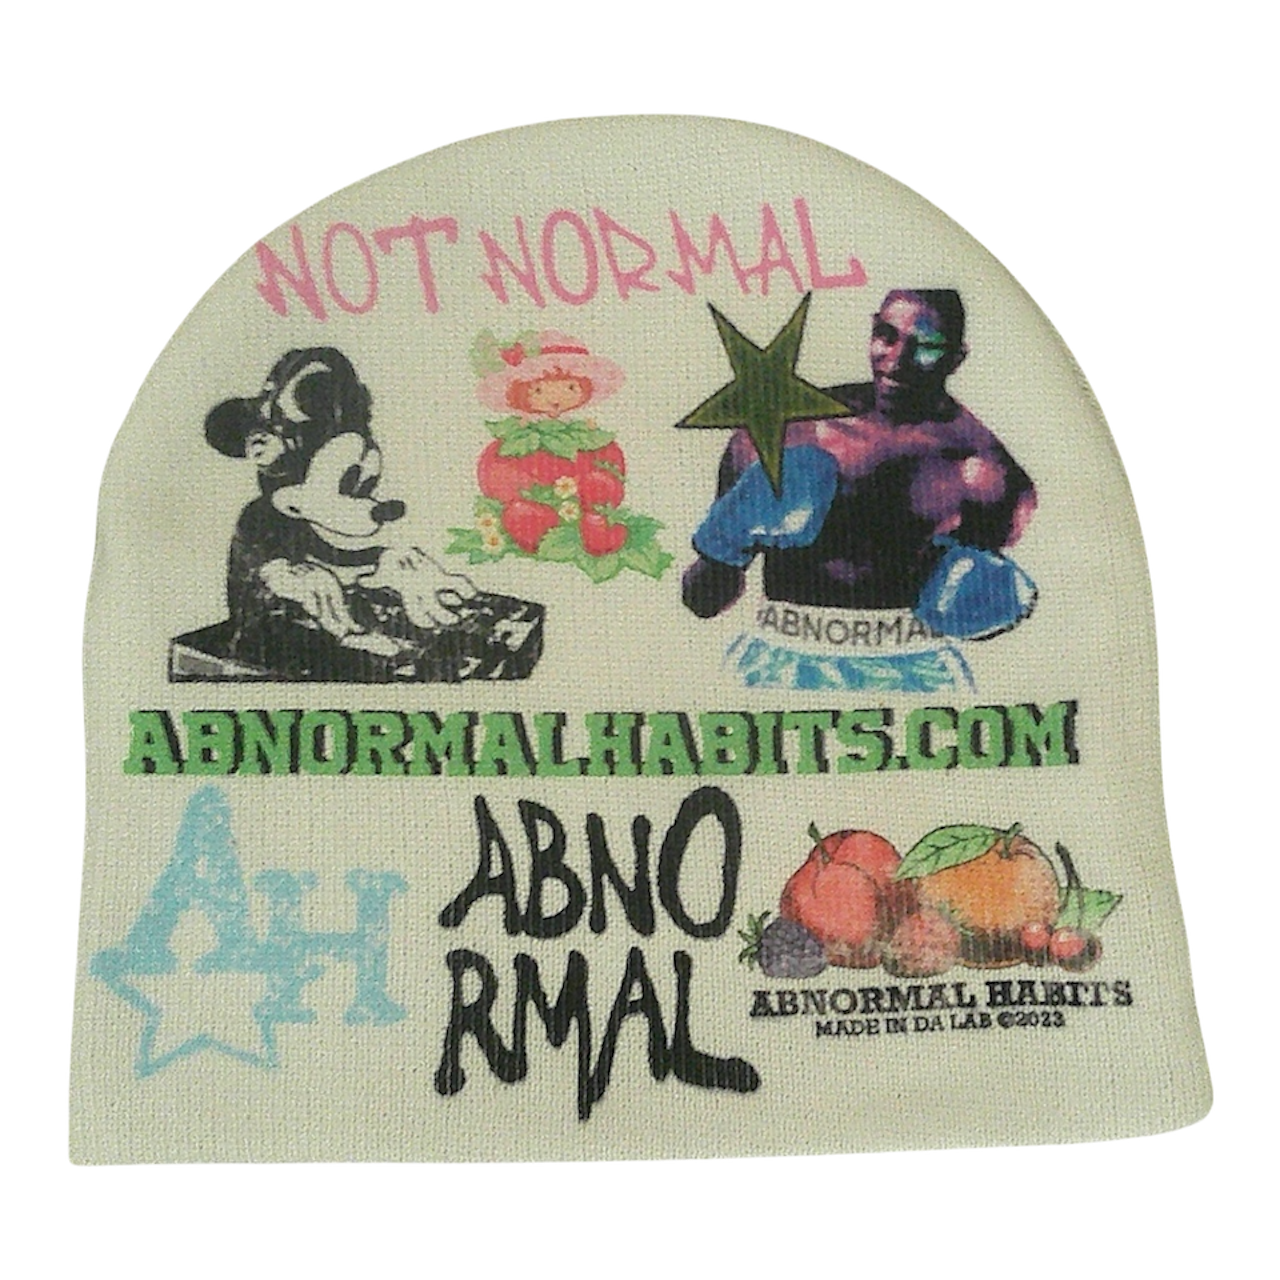 NOT NORMAL
ABNORMAL
ABNORMALHABITS.COM
AH
ABNO
RMAL
ABNORMAL HABITS
MADE IN DA LAB ©2023